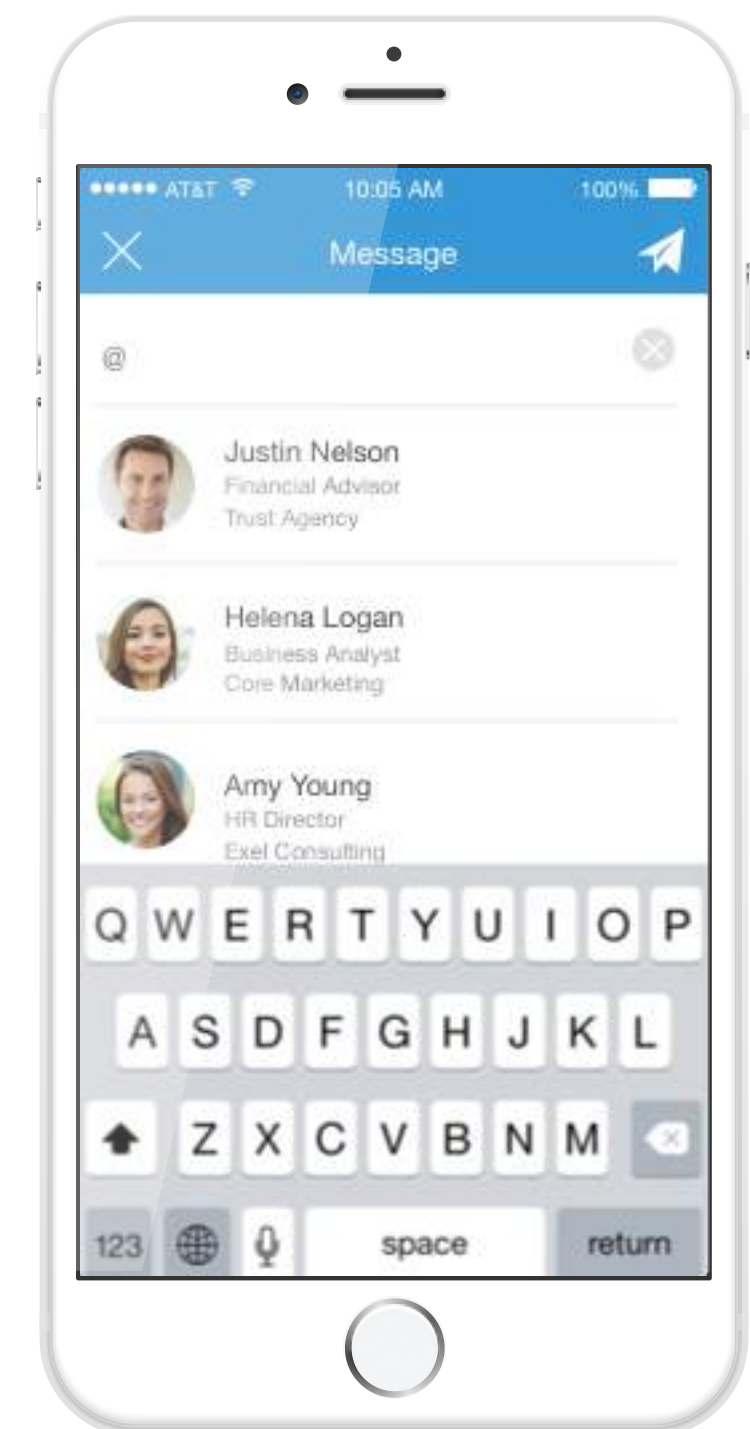 AT&T 10:05 AM 100%
Message
@
Justin Nelson
Financial Advisor
Trust Agency
Helena Logan
Business Analyst
Core Marketing
Amy Young
HR Director
Exel Consulting
Q W E R T Y U I O P
A S D F G H J K L
Z X C V B N M
123 space return